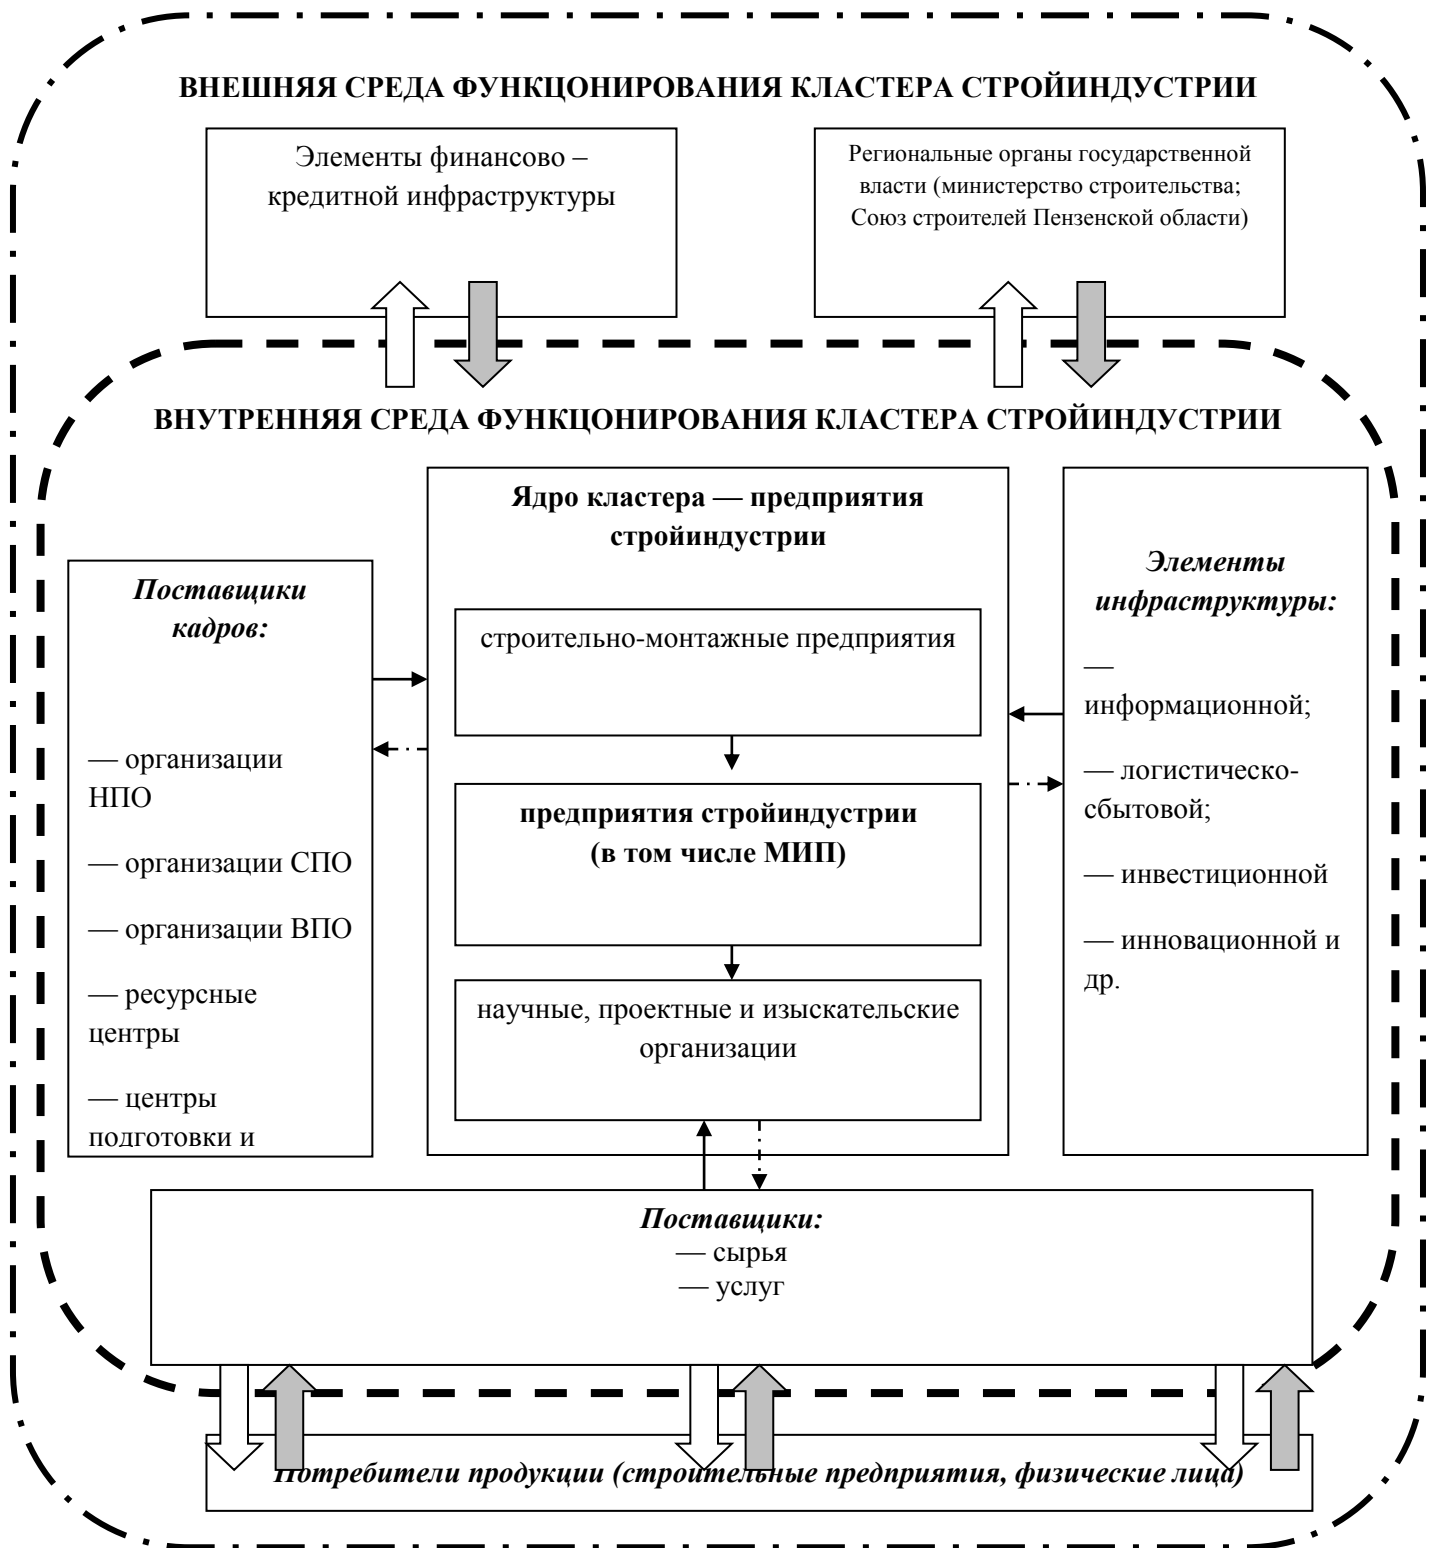 ВНЕШНЯЯ СРЕДА ФУНКЦОНИРОВАНИЯ КЛАСТЕРА СТРОЙИНДУСТРИИ
Элементы финансово –
кредитной инфраструктуры
Региональные органы государственной
власти (министерство строительства;
Союз строителей Пензенской области)
ВНУТРЕННЯЯ СРЕДА ФУНКЦОНИРОВАНИЯ КЛАСТЕРА СТРОЙИНДУСТРИИ
Поставщики
кадров:
— организации
НПО
— организации СПО
— организации ВПО
— ресурсные
центры
— центры
подготовки и
Ядро кластера — предприятия
стройиндустрии
строительно-монтажные предприятия
предприятия стройиндустрии
(в том числе МИП)
научные, проектные и изыскательские
организации
Элементы
инфраструктуры:
—
информационной;
— логистическо-
сбытовой;
— инвестиционной
— инновационной и
др.
Поставщики:
— сырья
— услуг
Потребители продукции (строительные предприятия, физические лица)